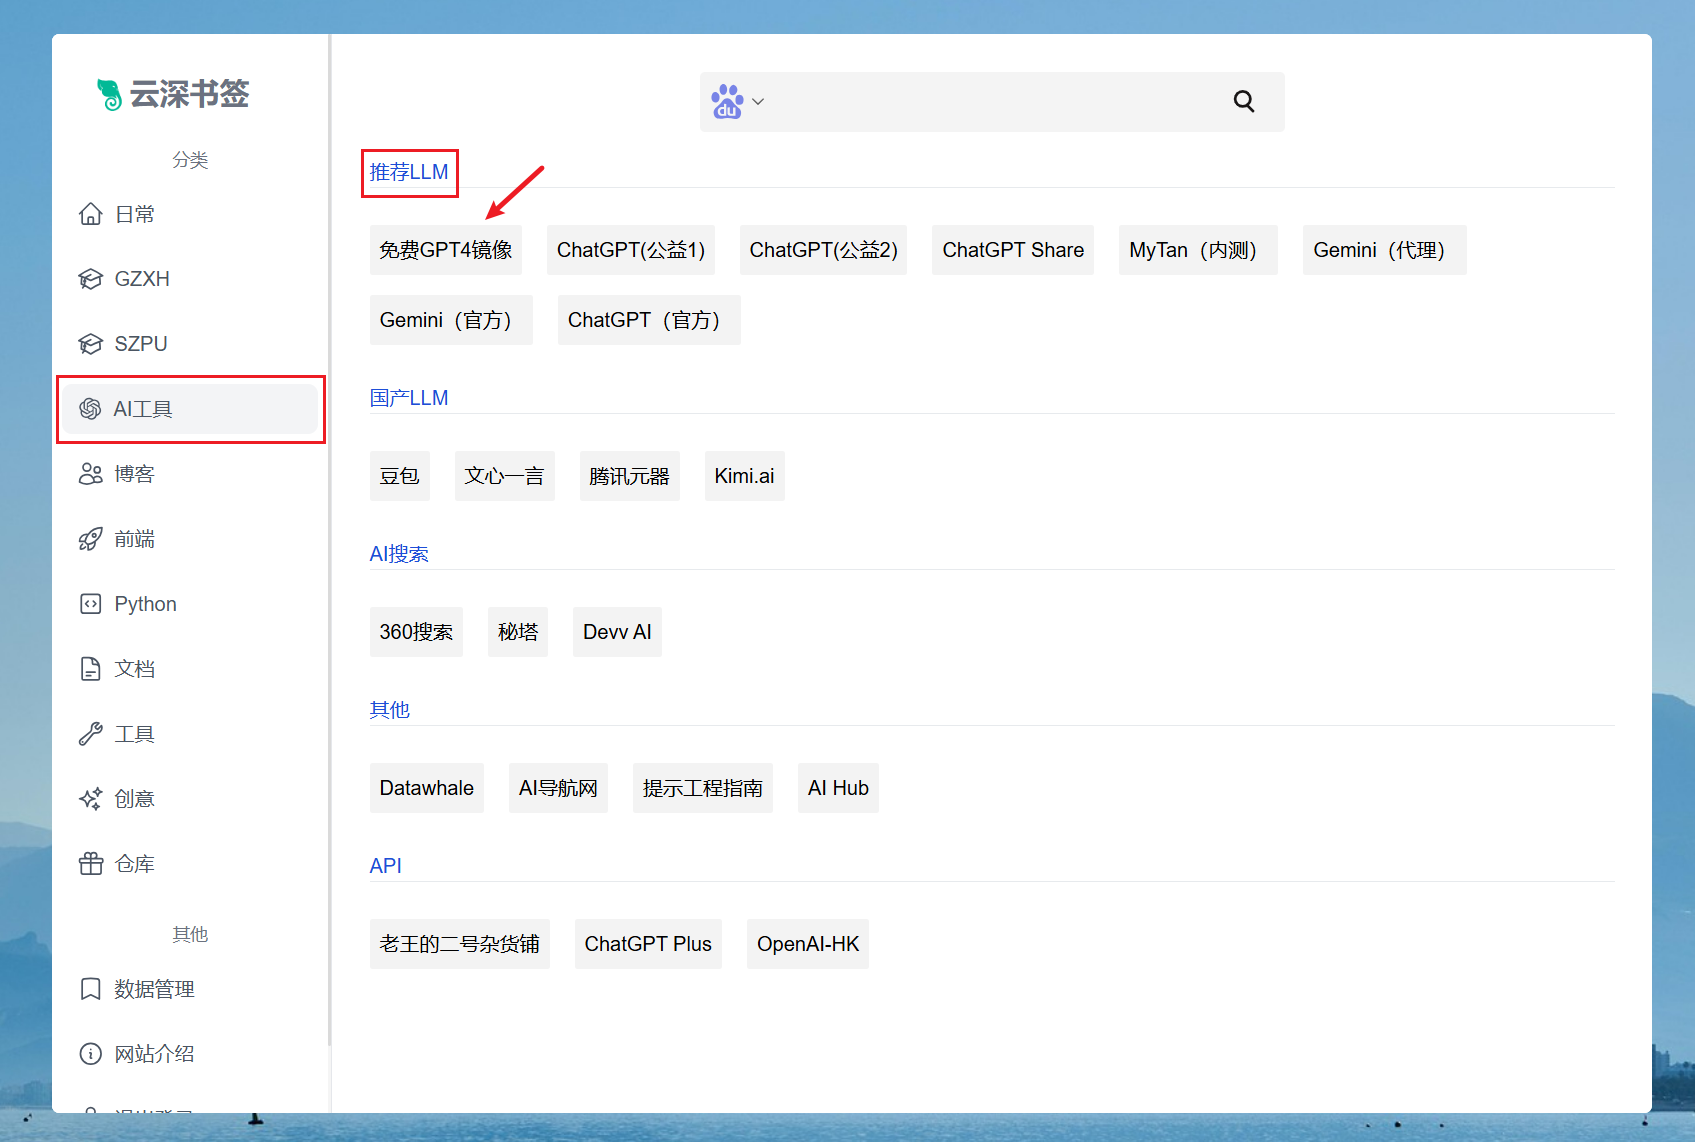 云深书签
分类
日常
GZXH
SZPU
AI工具
博客
前端
Python
文档
工具
创意
仓库
其他
数据管理
网站介绍
du
推荐LLM
免费GPT4镜像 ChatGPT(公益1) ChatGPT(公益2) ChatGPT Share MyTan（内测） Gemini（代理）
Gemini（官方） ChatGPT（官方）
国产LLM
豆包 文心一言 腾讯元器 Kimi.ai
AI搜索
360搜索 秘塔 Devv AI
其他
Datawhale AI导航网 提示工程指南 AI Hub
API
老王的二号杂货铺 ChatGPT Plus OpenAI-HK